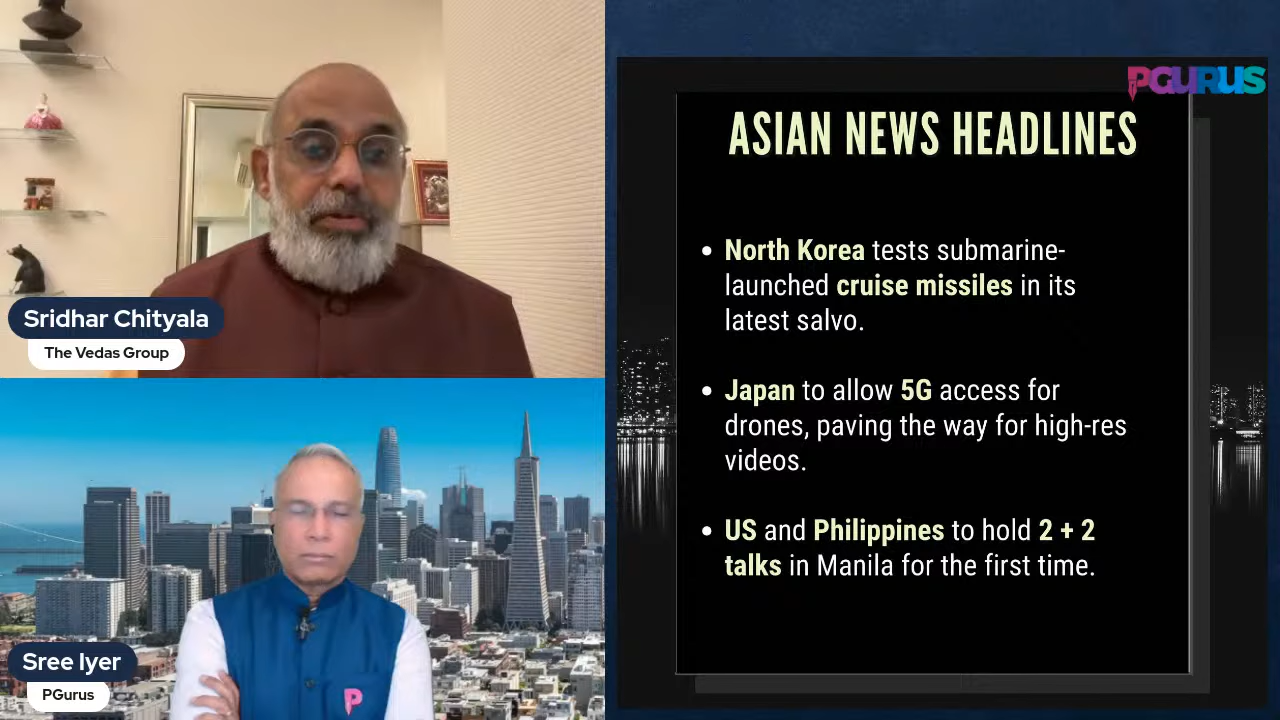 Sridhar Chityala
The Vedas Group
Sree Iyer
PGurus
PGURUS
ASIAN NEWS HEADLINES
• North Korea tests submarine-
launched cruise missiles in its
latest salvo.
• Japan to allow 5G access for
drones, paving the way for high-res
videos.
• US and Philippines to hold 2 + 2
talks in Manila for the first time.